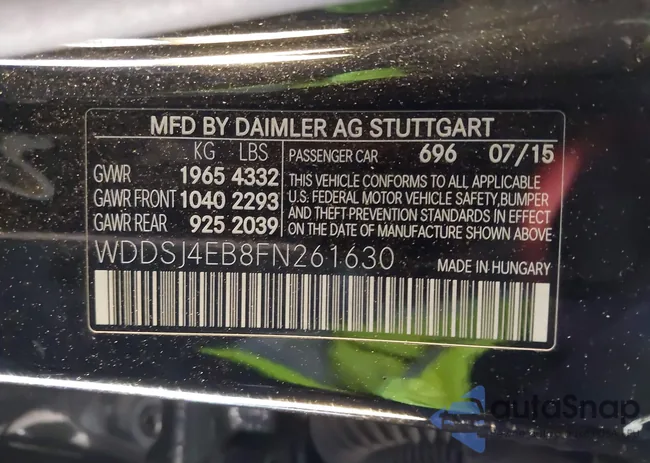 MFD BY DAIMLER AG STUTTGART
KG LBS
GWR 1965 4332
GAWR FRONT 1040 2293
GAWR REAR 925 2039
PASSENGER CAR 696 07/15
THIS VEHICLE CONFORMS TO ALL APPLICABLE
U.S. FEDERAL MOTOR VEHICLE SAFETY, BUMPER
AND THEFT PREVENTION STANDARDS IN EFFECT
ON THE DATE OF MANUFACTURE SHOWN ABOVE
WDDSJ4EB8FN261630
MADE IN HUNGARY
autoSnap